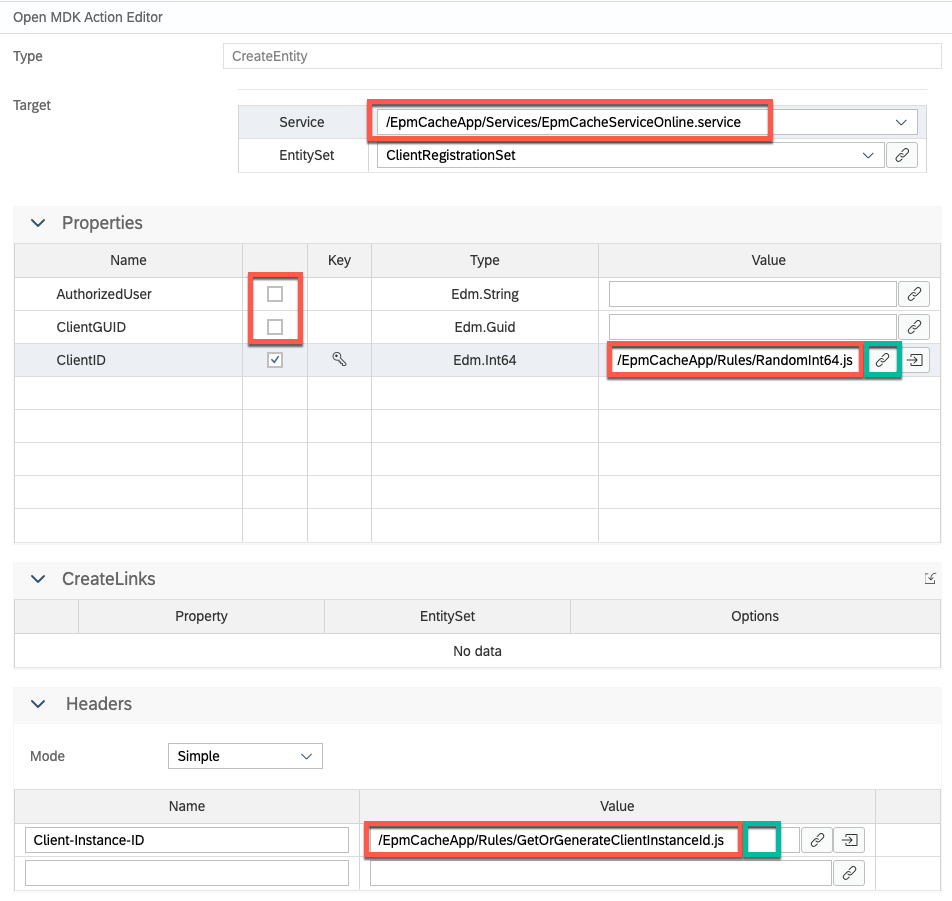 Open MDK Action Editor
Type
CreateEntity
Target
Service
/EpmCacheApp/Services/EpmCacheServiceOnline.service
EntitySet
ClientRegistrationSet
Properties
Name Key Type Value
AuthorizedUser Edm.String
ClientGUID Edm.Guid
ClientID Edm.Int64 /EpmCacheApp/Rules/RandomInt64.js
CreateLinks
Property EntitySet Options
No data
Headers
Mode Simple
Name Value
Client-Instance-ID /EpmCacheApp/Rules/GetOrGenerateClientInstanceId.js